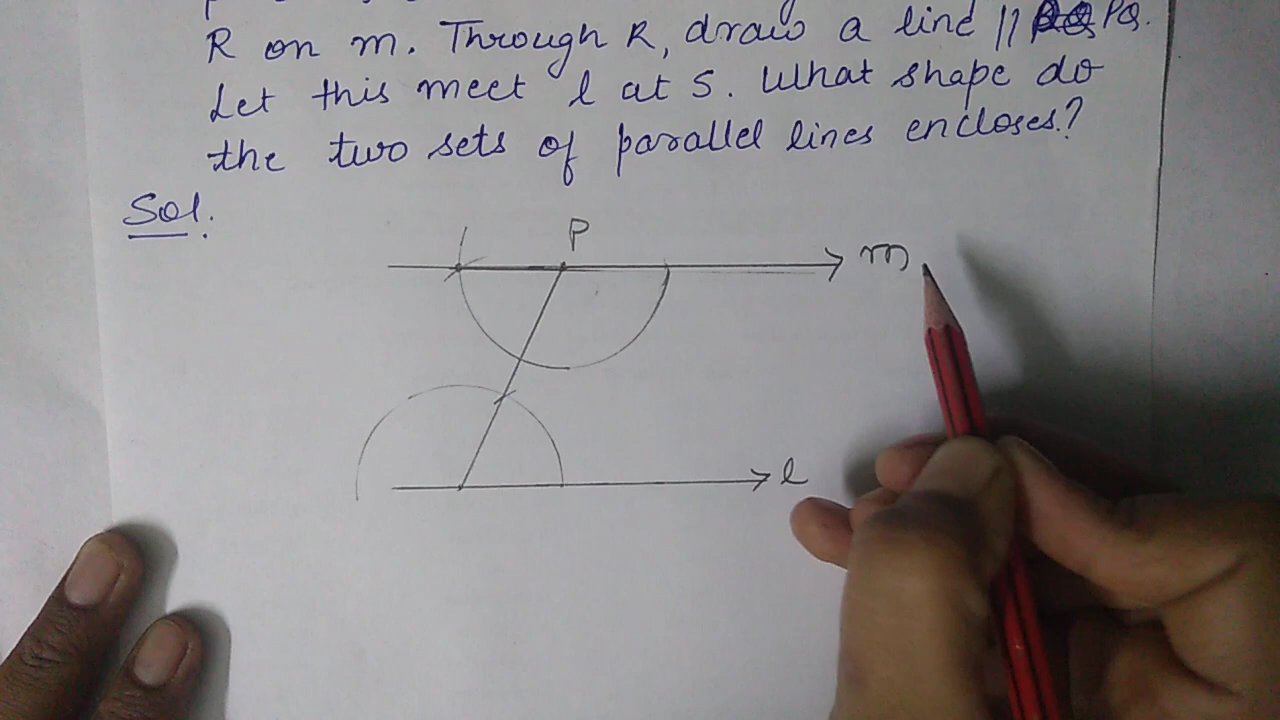 R on m. Through R, draw a line || PQ.
Let this meet l at S. What shape do
the two sets of parallel lines encloses?
Sol.
P
m
l